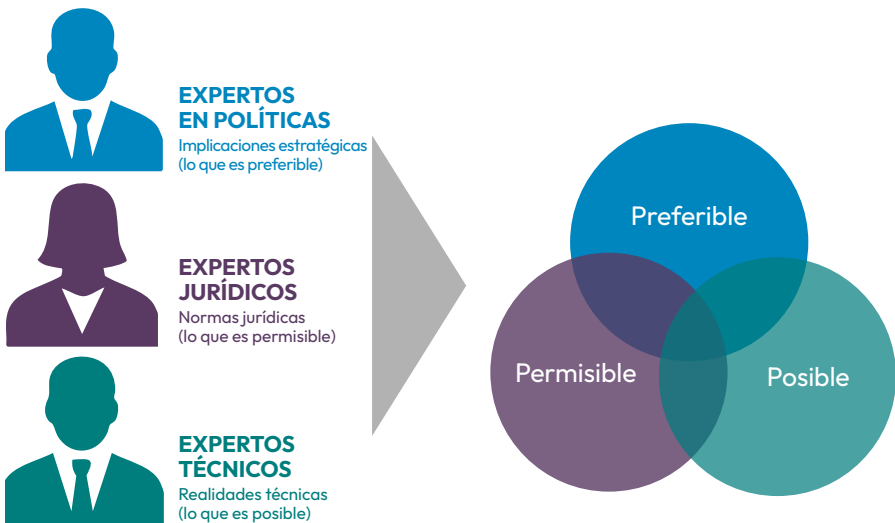 EXPERTOS
EN POLÍTICAS
Implicaciones estratégicas
(lo que es preferible)
EXPERTOS
JURÍDICOS
Normas jurídicas
(lo que es permisible)
EXPERTOS
TÉCNICOS
Realidades técnicas
(lo que es posible)
Preferible
Permisible
Posible